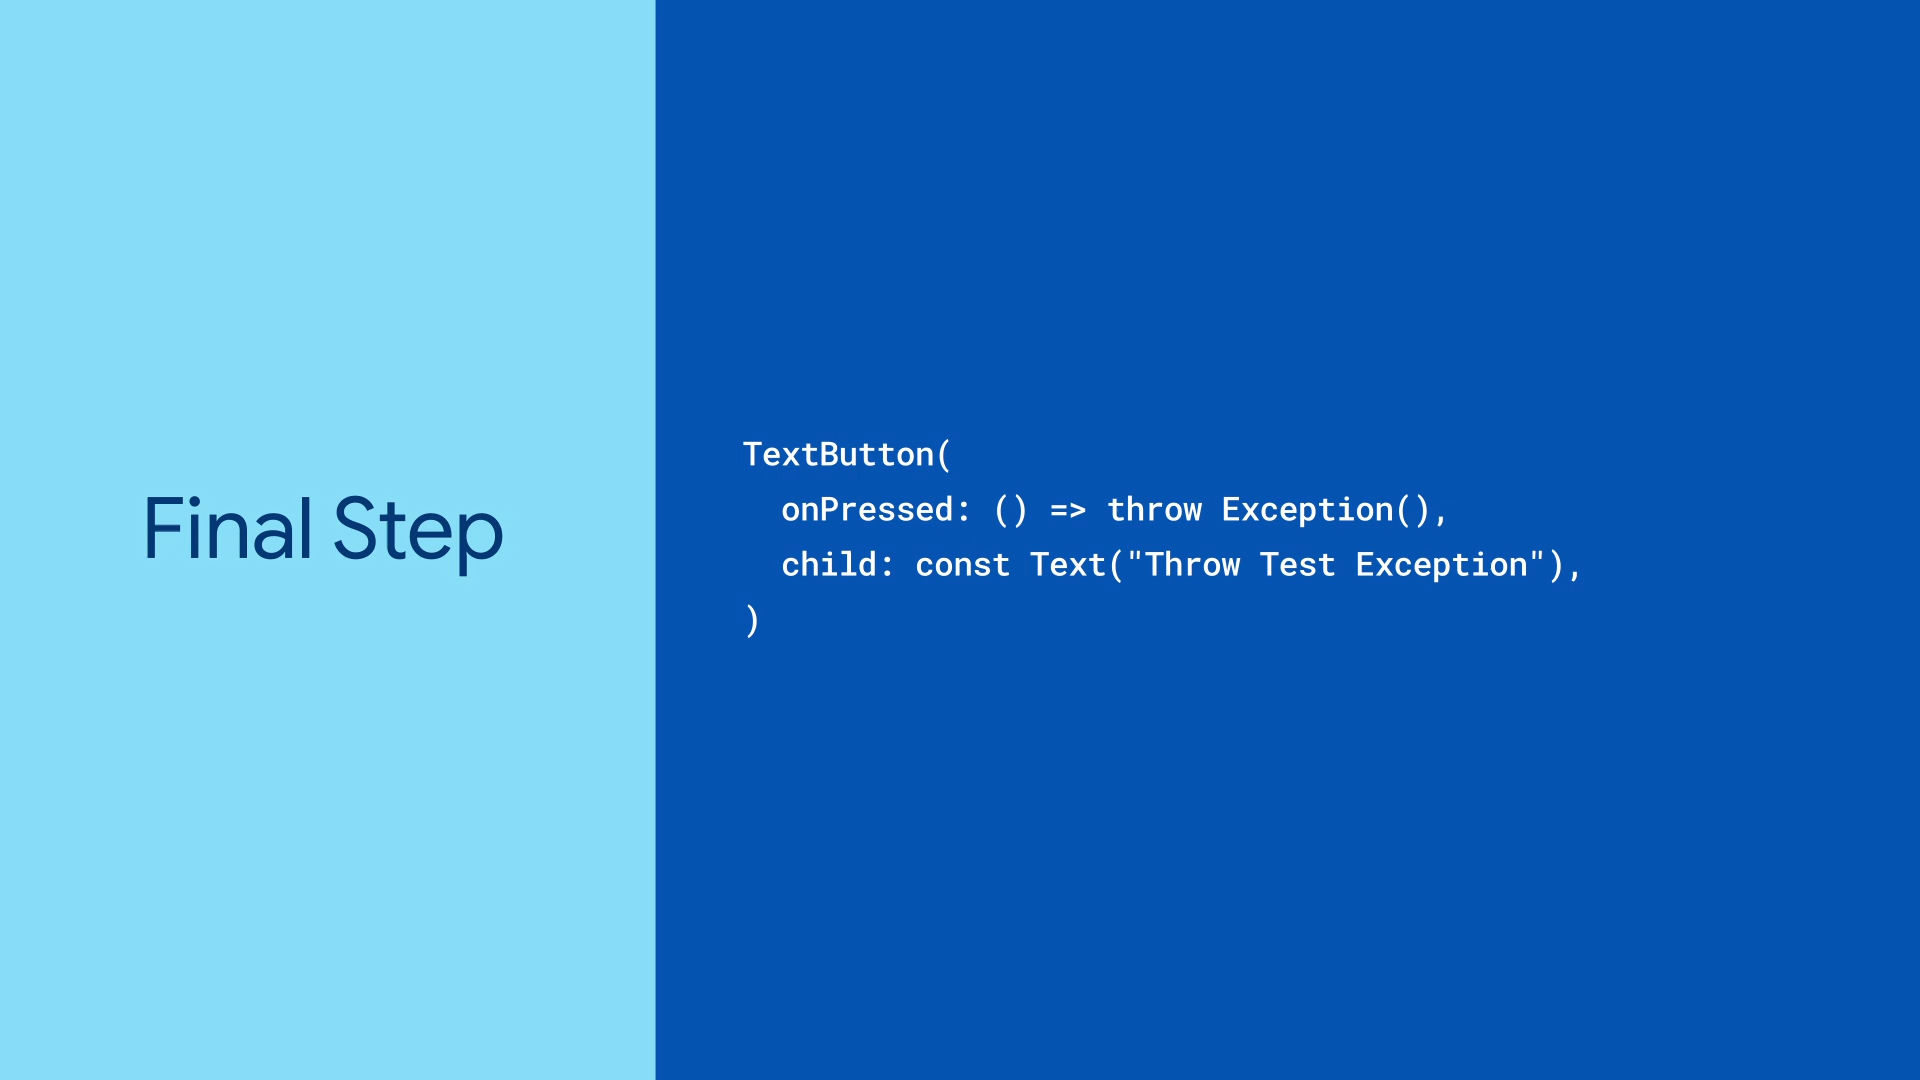 Final Step
TextButton(
  onPressed: () => throw Exception(),
  child: const Text("Throw Test Exception"),
)